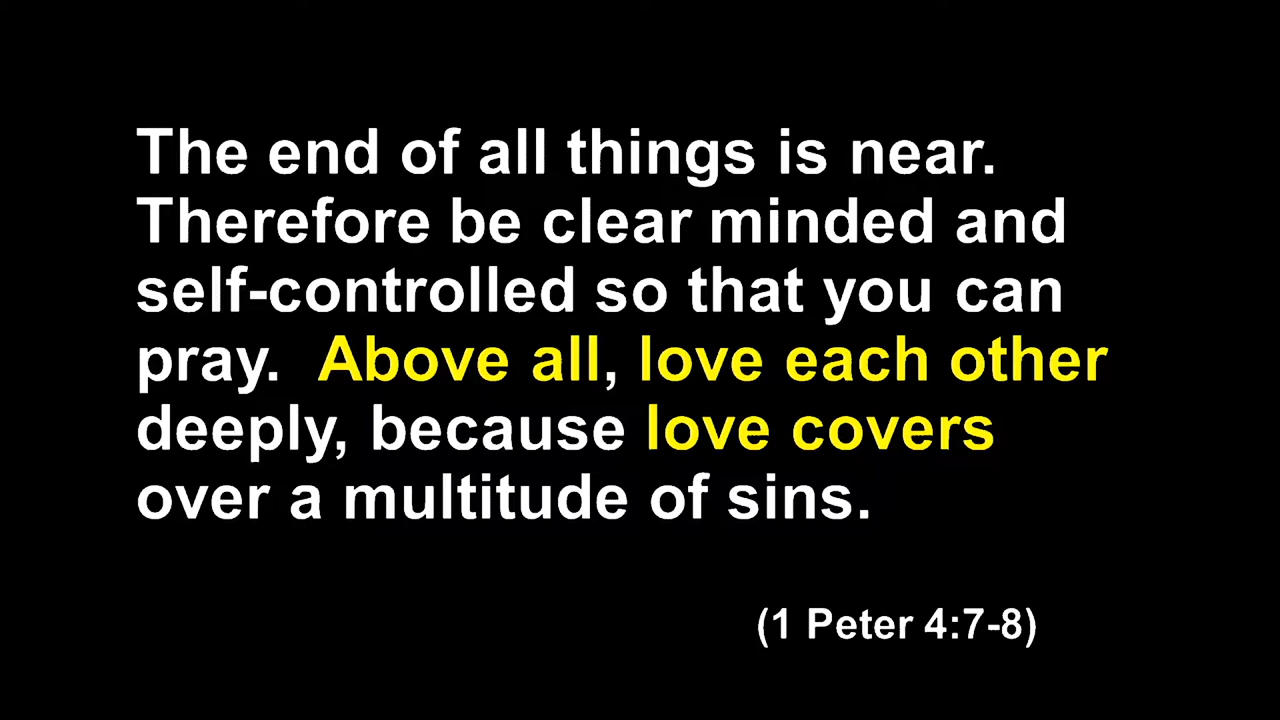 The end of all things is near.
Therefore be clear minded and
self-controlled so that you can
pray.  Above all, love each other
deeply, because love covers
over a multitude of sins.
(1 Peter 4:7-8)